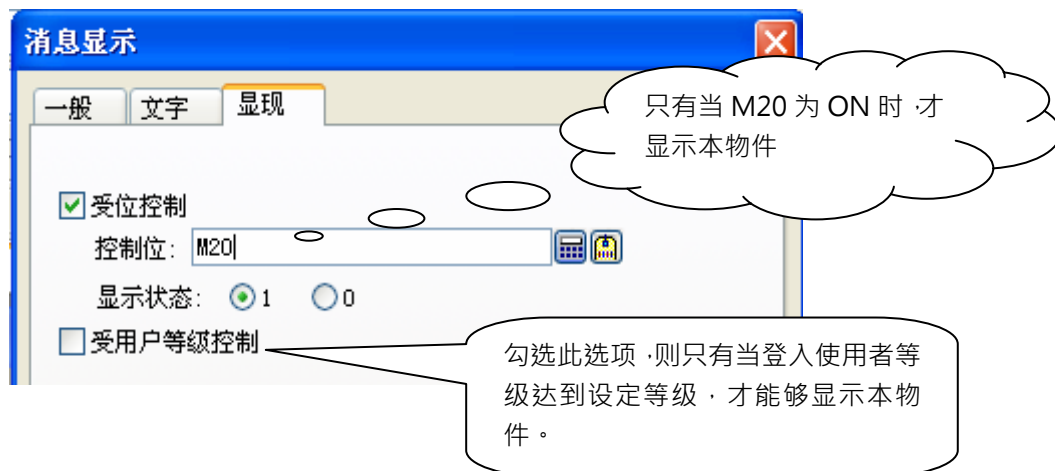 消息显示
一般 文字 显现
只有当 M20 为 ON 时，才
显示本物件
受位控制
控制位: M20
显示状态: 1 0
受用户等级控制
勾选此选项，则只有当登入使用者等
级达到设定等级，才能够显示本物
件。